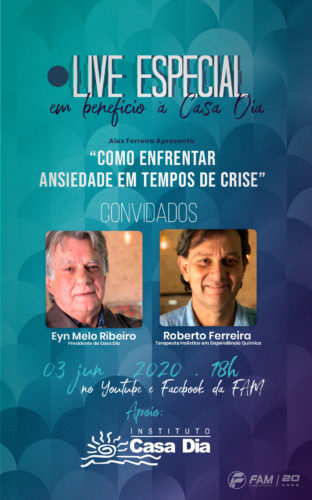 LIVE ESPECIAL
em benefício à Casa Dia
Alex Ferreira Apresenta:
“COMO ENFRENTAR
ANSIEDADE EM TEMPOS DE CRISE”
CONVIDADOS
Eyn Melo Ribeiro
Presidente da Casa Dia
Roberto Ferreira
Terapeuta Holístico em Dependência Química
03 jun . 2020 . 18h
no Youtube e Facebook da FAM
Apoio:
INSTITUTO
Casa Dia
FAM 20
ANOS